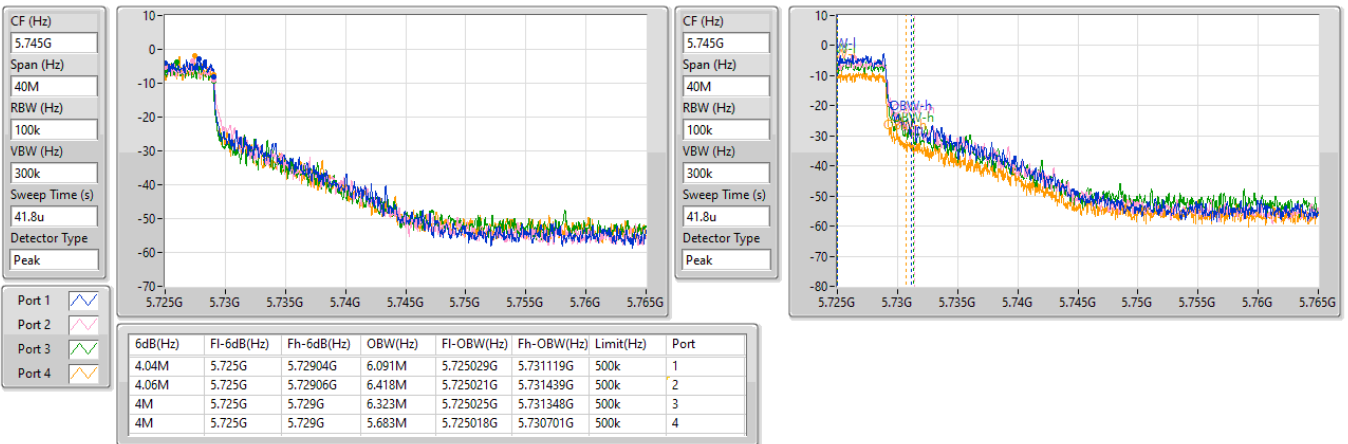 CF (Hz)
5.745G
Span (Hz)
40M
RBW (Hz)
100k
VBW (Hz)
300k
Sweep Time (s)
41.8u
Detector Type
Peak
10
0
-10
-20
-30
-40
-50
-60
-70
5.725G 5.73G 5.735G 5.74G 5.745G 5.75G 5.755G 5.76G 5.765G
CF (Hz)
5.745G
Span (Hz)
40M
RBW (Hz)
100k
VBW (Hz)
300k
Sweep Time (s)
41.8u
Detector Type
Peak
10
0
-10
-20
-30
-40
-50
-60
-70
-80
W-l
OBW-h
5.725G 5.73G 5.735G 5.74G 5.745G 5.75G 5.755G 5.76G 5.765G
Port 1
Port 2
Port 3
Port 4
6dB(Hz) Fl-6dB(Hz) Fh-6dB(Hz) OBW(Hz) Fl-OBW(Hz) Fh-OBW(Hz) Limit(Hz) Port
4.04M 5.725G 5.72904G 6.091M 5.725029G 5.731119G 500k 1
4.06M 5.725G 5.72906G 6.418M 5.725021G 5.731439G 500k 2
4M 5.725G 5.729G 6.323M 5.725025G 5.731348G 500k 3
4M 5.725G 5.729G 5.683M 5.725018G 5.730701G 500k 4